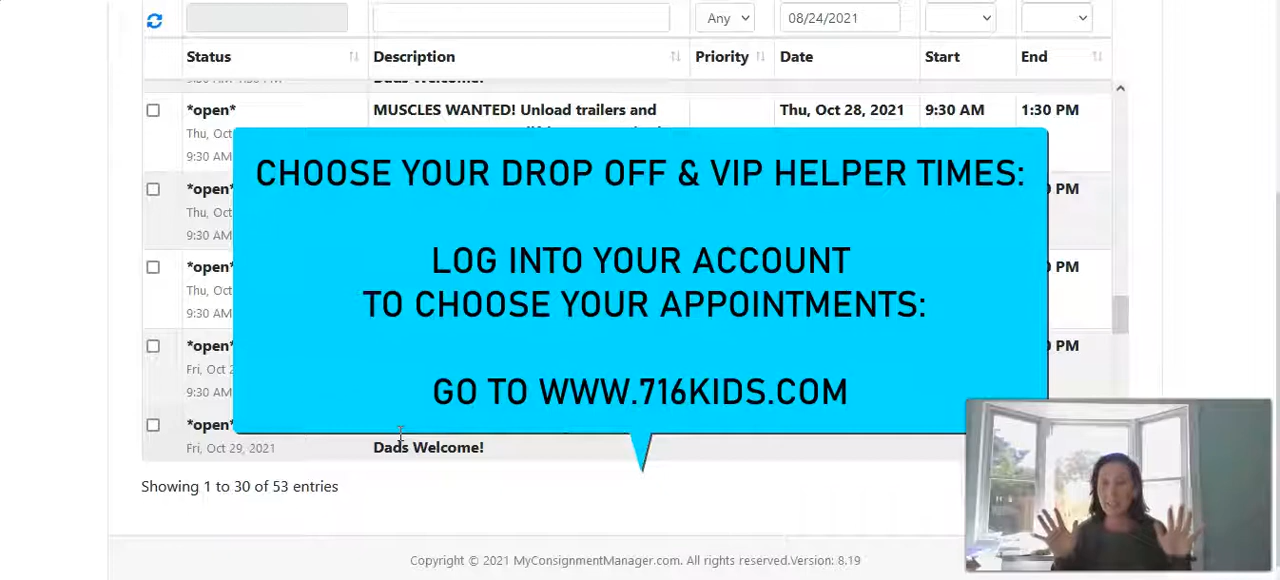 Any
08/24/2021
Status Description Priority Date Start End
Dads Welcome!
*open* MUSCLES WANTED! Unload trailers and Thu, Oct 28, 2021 9:30 AM 1:30 PM
Thu, Oct
9:30 AM
CHOOSE YOUR DROP OFF & VIP HELPER TIMES:
*open* PM
Thu, Oct
9:30 AM
LOG INTO YOUR ACCOUNT
*open* PM
Thu, Oct
TO CHOOSE YOUR APPOINTMENTS:
9:30 AM
*open* PM
Fri, Oct 2
9:30 AM
GO TO WWW.716KIDS.COM
*open*
Fri, Oct 29, 2021 Dads Welcome!
Showing 1 to 30 of 53 entries
Copyright © 2021 MyConsignmentManager.com. All rights reserved.Version: 8.19